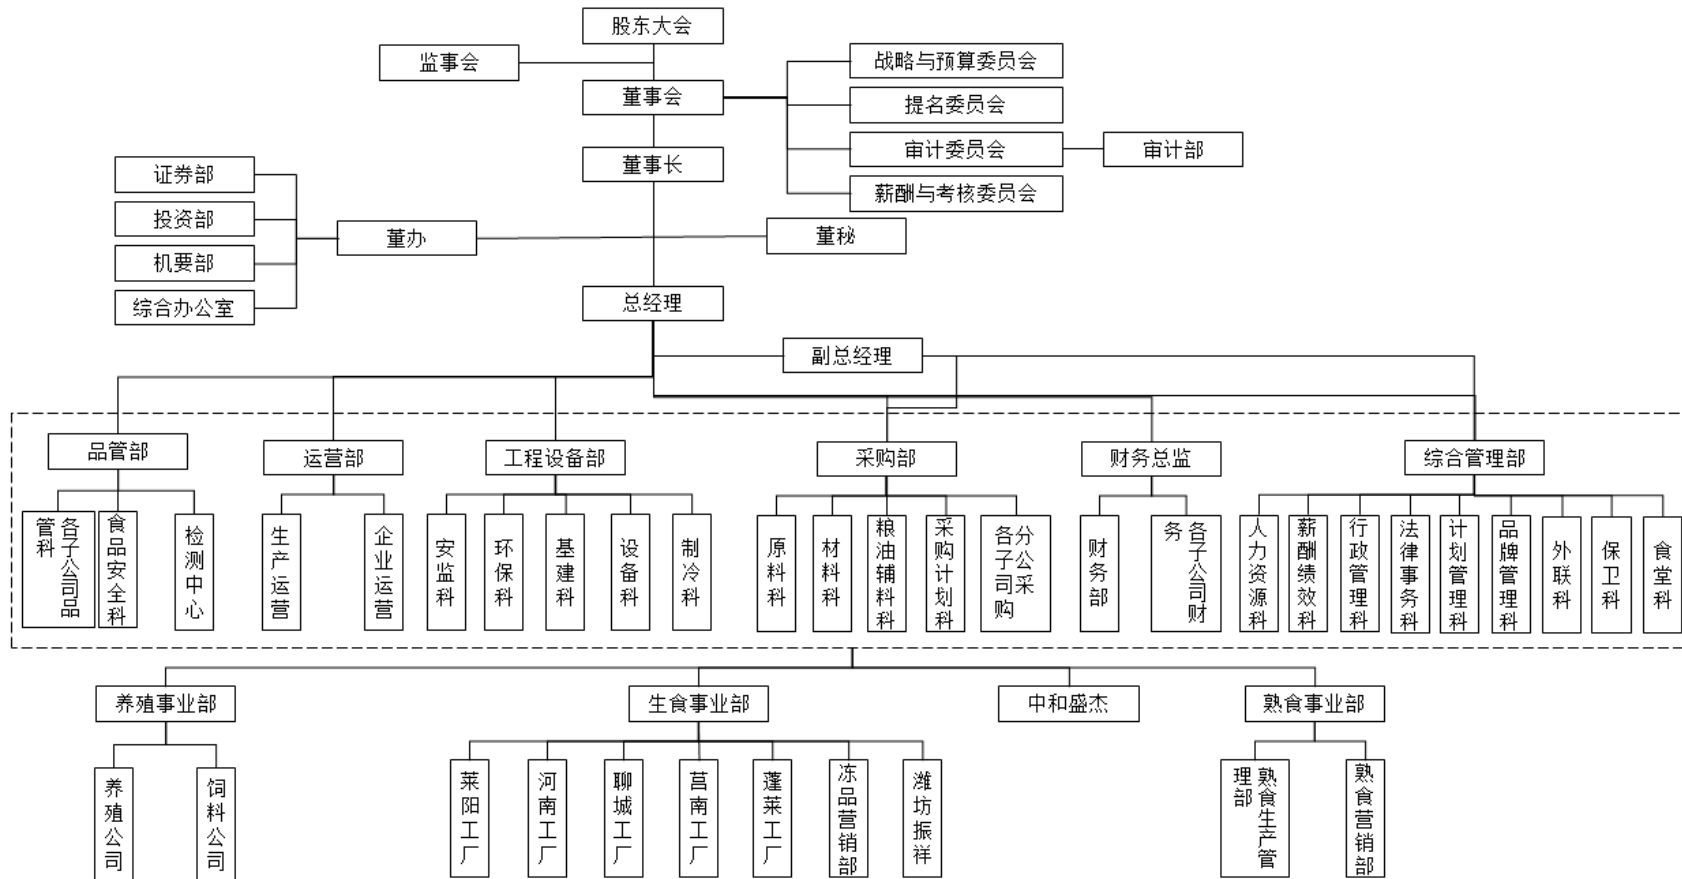 股东大会
监事会
战略与预算委员会
董事会
提名委员会
审计委员会
审计部
董事长
证券部
薪酬与考核委员会
投资部
董办
董秘
机要部
综合办公室
总经理
副总经理
品管部
运营部
工程设备部
采购部
财务总监
综合管理部
各子公司品管科
食品安全科
检测中心
生产运营
企业运营
安监科
环保科
基建科
设备科
制冷科
原料科
材料科
粮油辅料科
采购计划科
各子分公司采购
财务部
各子公司财务
人力资源科
薪酬绩效科
行政管理科
法律事务科
计划管理科
品牌管理科
外联科
保卫科
食堂科
养殖事业部
生食事业部
中和盛杰
熟食事业部
养殖公司
饲料公司
莱阳工厂
河南工厂
聊城工厂
莒南工厂
蓬莱工厂
冻品营销部
潍坊振祥
熟食生产管理部
熟食营销部